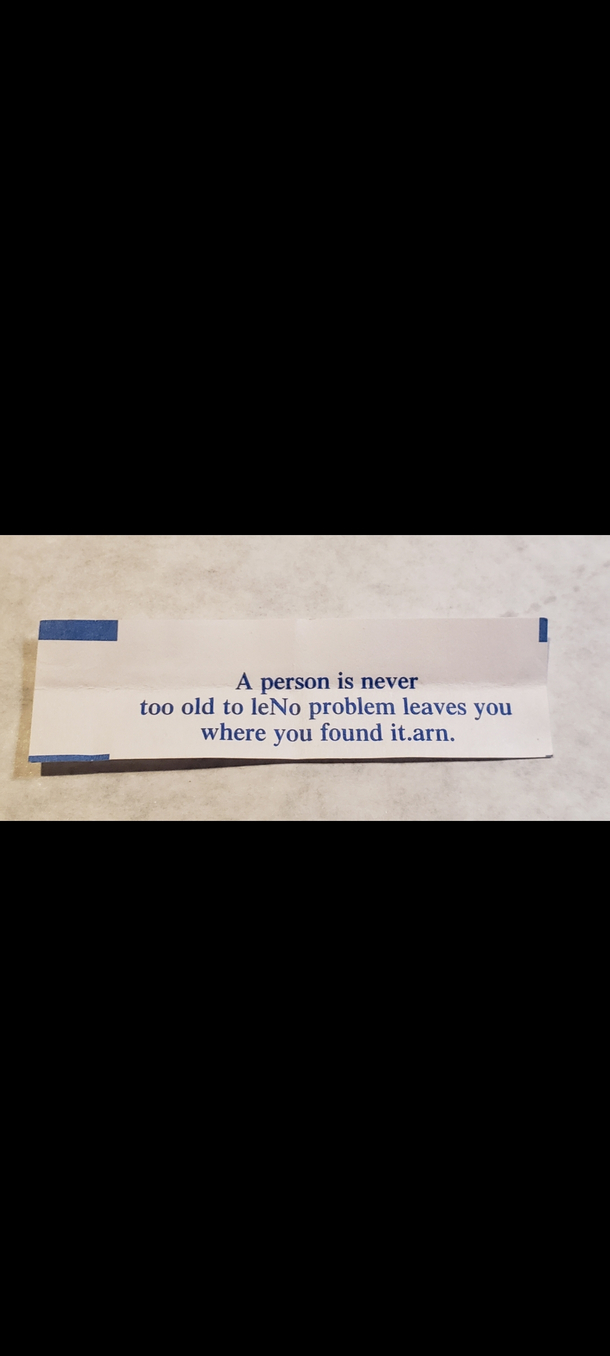 A person is never
too old to leNo problem leaves you
where you found it.arn.